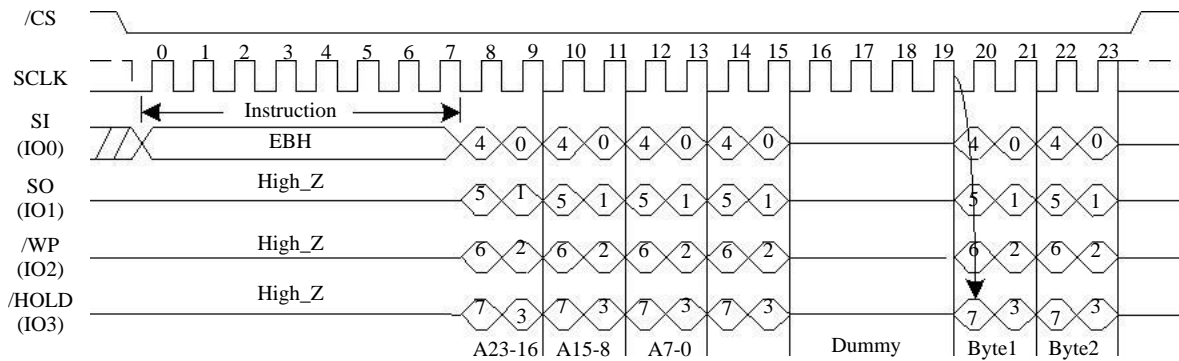 /CS
0 1 2 3 4 5 6 7 8 9 10 11 12 13 14 15 16 17 18 19 20 21 22 23
SCLK
Instruction
SI
(IO0)
EBH
4 0 4 0 4 0 4 0 4 0 4 0
SO
(IO1)
High_Z
5 1 5 1 5 1 5 1 5 1 5 1
/WP
(IO2)
High_Z
6 2 6 2 6 2 6 2 6 2 6 2
/HOLD
(IO3)
High_Z
7 3 7 3 7 3 7 3 7 3 7 3
A23-16 A15-8 A7-0 Dummy Byte1 Byte2